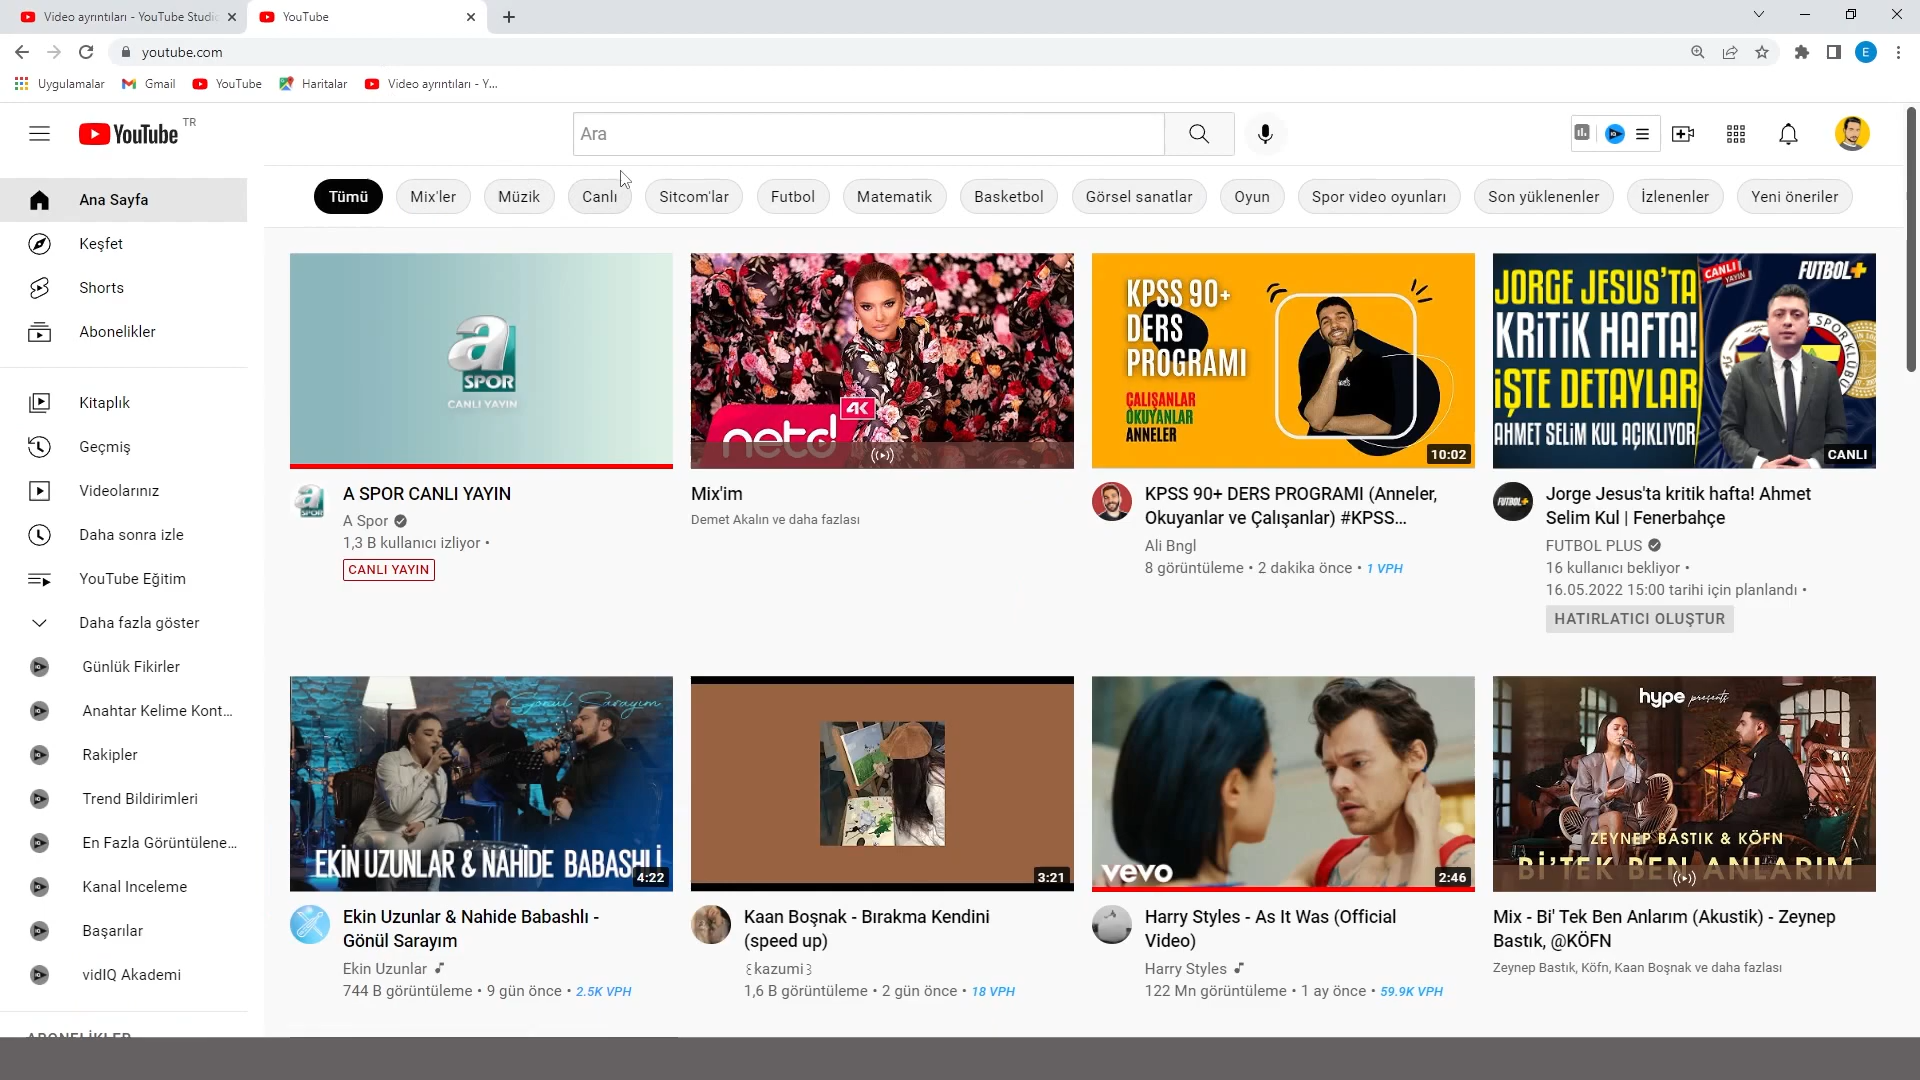 Video ayrıntıları - YouTube Studio
YouTube
youtube.com
E
Uygulamalar
Gmail
YouTube
Haritalar
Video ayrıntıları - Y...
YouTube TR
Ara
Tümü
Mix'ler
Müzik
Canlı
Sitcom'lar
Futbol
Matematik
Basketbol
Görsel sanatlar
Oyun
Spor video oyunları
Son yüklenenler
İzlenenler
Yeni öneriler
Ana Sayfa
Keşfet
Shorts
Abonelikler
Kitaplık
Geçmiş
Videolarınız
Daha sonra izle
YouTube Eğitim
Daha fazla göster
Günlük Fikirler
Anahtar Kelime Kont...
Rakipler
Trend Bildirimleri
En Fazla Görüntülene...
Kanal Inceleme
Başarılar
vidIQ Akademi
ABONELİKLER
a
SPOR
CANLI YAYIN
A SPOR CANLI YAYIN
A Spor
1,3 B kullanıcı izliyor •
CANLI YAYIN
4K
netd
Mix'im
Demet Akalın ve daha fazlası
KPSS 90+
DERS
PROGRAMI
ÇALIŞANLAR
OKUYANLAR
ANNELER
10:02
KPSS 90+ DERS PROGRAMI (Anneler,
Okuyanlar ve Çalışanlar) #KPSS...
Ali Bngl
8 görüntüleme • 2 dakika önce • 1 VPH
JORGE JESUS'TA
KRİTİK HAFTA!
İŞTE DETAYLAR
AHMET SELİM KUL AÇIKLIYOR
CANLI
YAYIN
FUTBOL+
CANLI
FUTBOL+
Jorge Jesus'ta kritik hafta! Ahmet
Selim Kul | Fenerbahçe
FUTBOL PLUS
16 kullanıcı bekliyor •
16.05.2022 15:00 tarihi için planlandı •
HATIRLATICI OLUŞTUR
Gönül Sarayım
EKİN UZUNLAR & NAHİDE BABASHLI
4:22
Ekin Uzunlar & Nahide Babashlı -
Gönül Sarayım
Ekin Uzunlar
744 B görüntüleme • 9 gün önce • 2.5K VPH
3:21
Kaan Boşnak - Bırakma Kendini
(speed up)
꒰kazumi꒱
1,6 B görüntüleme • 2 gün önce • 18 VPH
vevo
2:46
Harry Styles - As It Was (Official
Video)
Harry Styles
122 Mn görüntüleme • 1 ay önce • 59.9K VPH
hype presents
ZEYNEP BASTIK & KÖFN
Bİ'TEK BEN ANLARIM
Mix - Bi' Tek Ben Anlarım (Akustik) - Zeynep
Bastık, @KÖFN
Zeynep Bastık, Köfn, Kaan Boşnak ve daha fazlası